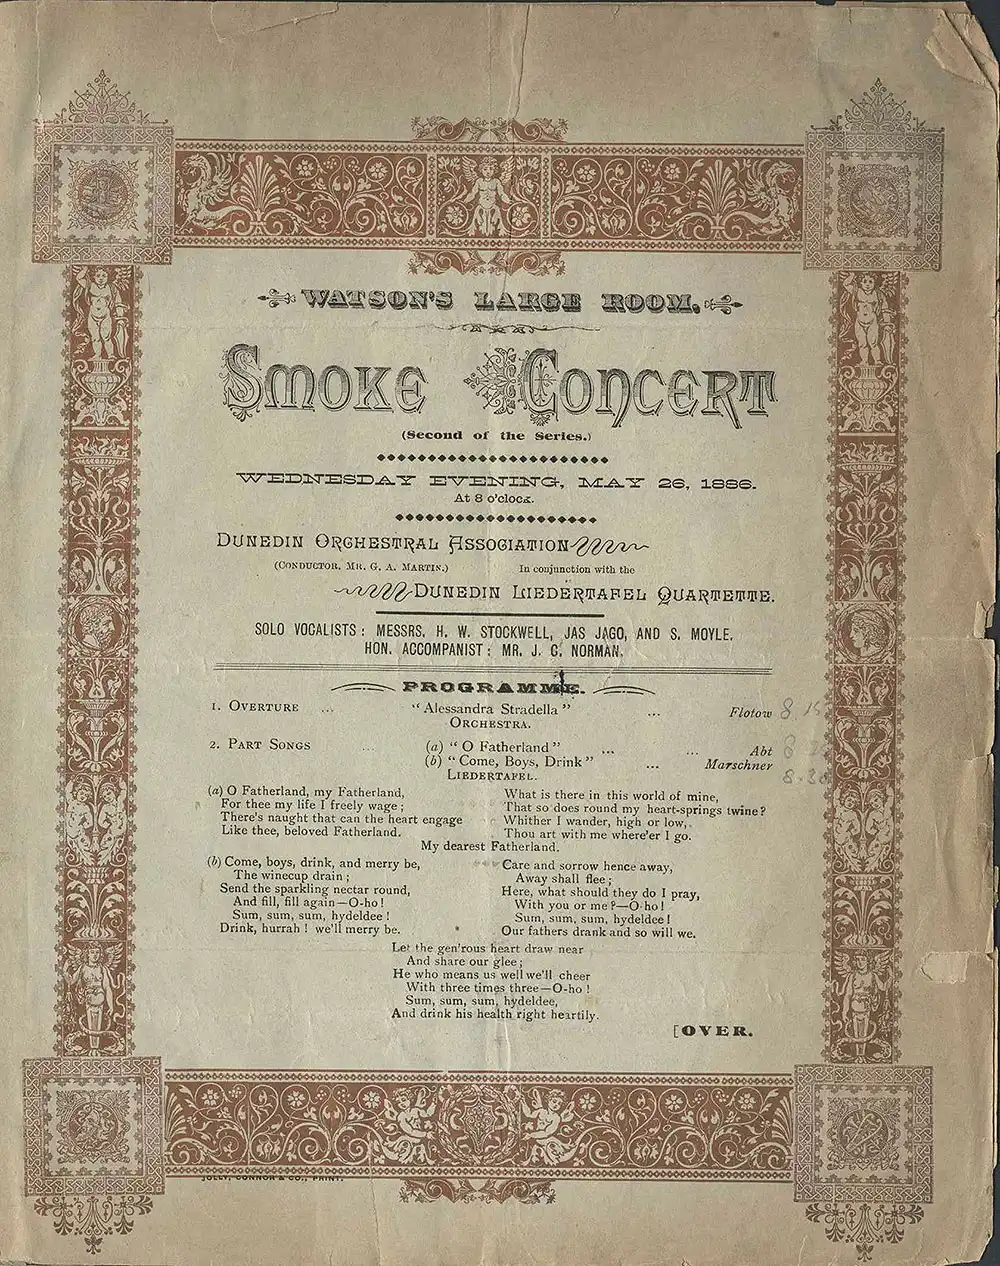 WATSON'S LARGE ROOM.
SMOKE CONCERT
(Second of the Series.)
WEDNESDAY EVENING, MAY 26, 1886.
At 8 o'clock.
DUNEDIN ORCHESTRAL ASSOCIATION
(CONDUCTOR, MR. G. A. MARTIN.) In conjunction with the
DUNEDIN LIEDERTAFEL QUARTETTE.
SOLO VOCALISTS: MESSRS. H. W. STOCKWELL, JAS JAGO, AND S. MOYLE.
HON. ACCOMPANIST: MR. J. C. NORMAN.
PROGRAMME.
1. OVERTURE ... "Alessandra Stradella" ... Flotow 8.15
ORCHESTRA.
2. PART SONGS ... (a) "O Fatherland" ... ... Abt
(b) "Come, Boys, Drink" ... Marschner
LIEDERTAFEL.
(a) O Fatherland, my Fatherland,
For thee my life I freely wage;
There's naught that can the heart engage
Like thee, beloved Fatherland.
What is there in this world of mine,
That so does round my heart-springs twine?
Whither I wander, high or low,
Thou art with me where'er I go.
My dearest Fatherland.
(b) Come, boys, drink, and merry be,
The winecup drain;
Send the sparkling nectar round,
And fill, fill again—O-ho!
Sum, sum, sum, hydeldee!
Drink, hurrah! we'll merry be.
Care and sorrow hence away,
Away shall flee;
Here, what should they do I pray,
With you or me?—O-ho!
Sum, sum, sum, hydeldee!
Our fathers drank and so will we.
Let the gen'rous heart draw near
And share our glee;
He who means us well we'll cheer
With three times three—O-ho!
Sum, sum, sum, hydeldee,
And drink his health right heartily.
[OVER.
JOLLY, CONNOR & CO., PRINT.